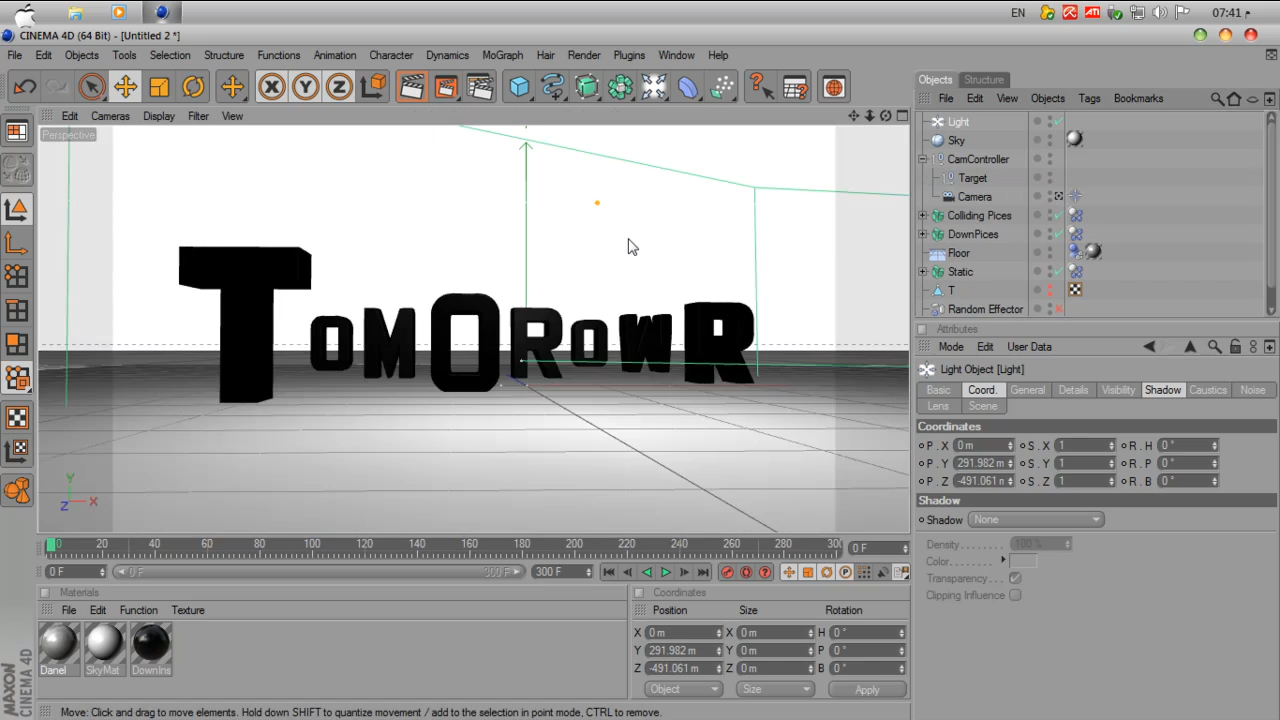 EN
07:41 م
CINEMA 4D (64 Bit) - [Untitled 2 *]
File Edit Objects Tools Selection Structure Functions Animation Character Dynamics MoGraph Hair Render Plugins Window Help
Objects Structure
File Edit View Objects Tags Bookmarks
Edit Cameras Display Filter View
Perspective
Light
Sky
CamController
Target
Camera
Colliding Pices
DownPices
Floor
Static
T
Random Effector
TOMOROWR
Y
Z X
Attributes
Mode Edit User Data
Light Object [Light]
Basic Coord. General Details Visibility Shadow Caustics Noise
Lens Scene
Coordinates
P . X 0 m S . X 1 R . H 0 °
P . Y 291.982 m S . Y 1 R . P 0 °
P . Z -491.061 n S . Z 1 R . B 0 °
Shadow
Shadow None
Density 100 %
Color
Transparency
Clipping Influence
0 20 40 60 80 100 120 140 160 180 200 220 240 260 280 30 0 F
0 F 0 F 300 F 300 F
Materials
File Edit Function Texture
Danel SkyMat DownIns
Coordinates
Position Size Rotation
X 0 m X 0 m H 0 °
Y 291.982 m Y 0 m P 0 °
Z -491.061 m Z 0 m B 0 °
Object Size Apply
MAXON
CINEMA 4D
Move: Click and drag to move elements. Hold down SHIFT to quantize movement / add to the selection in point mode, CTRL to remove.